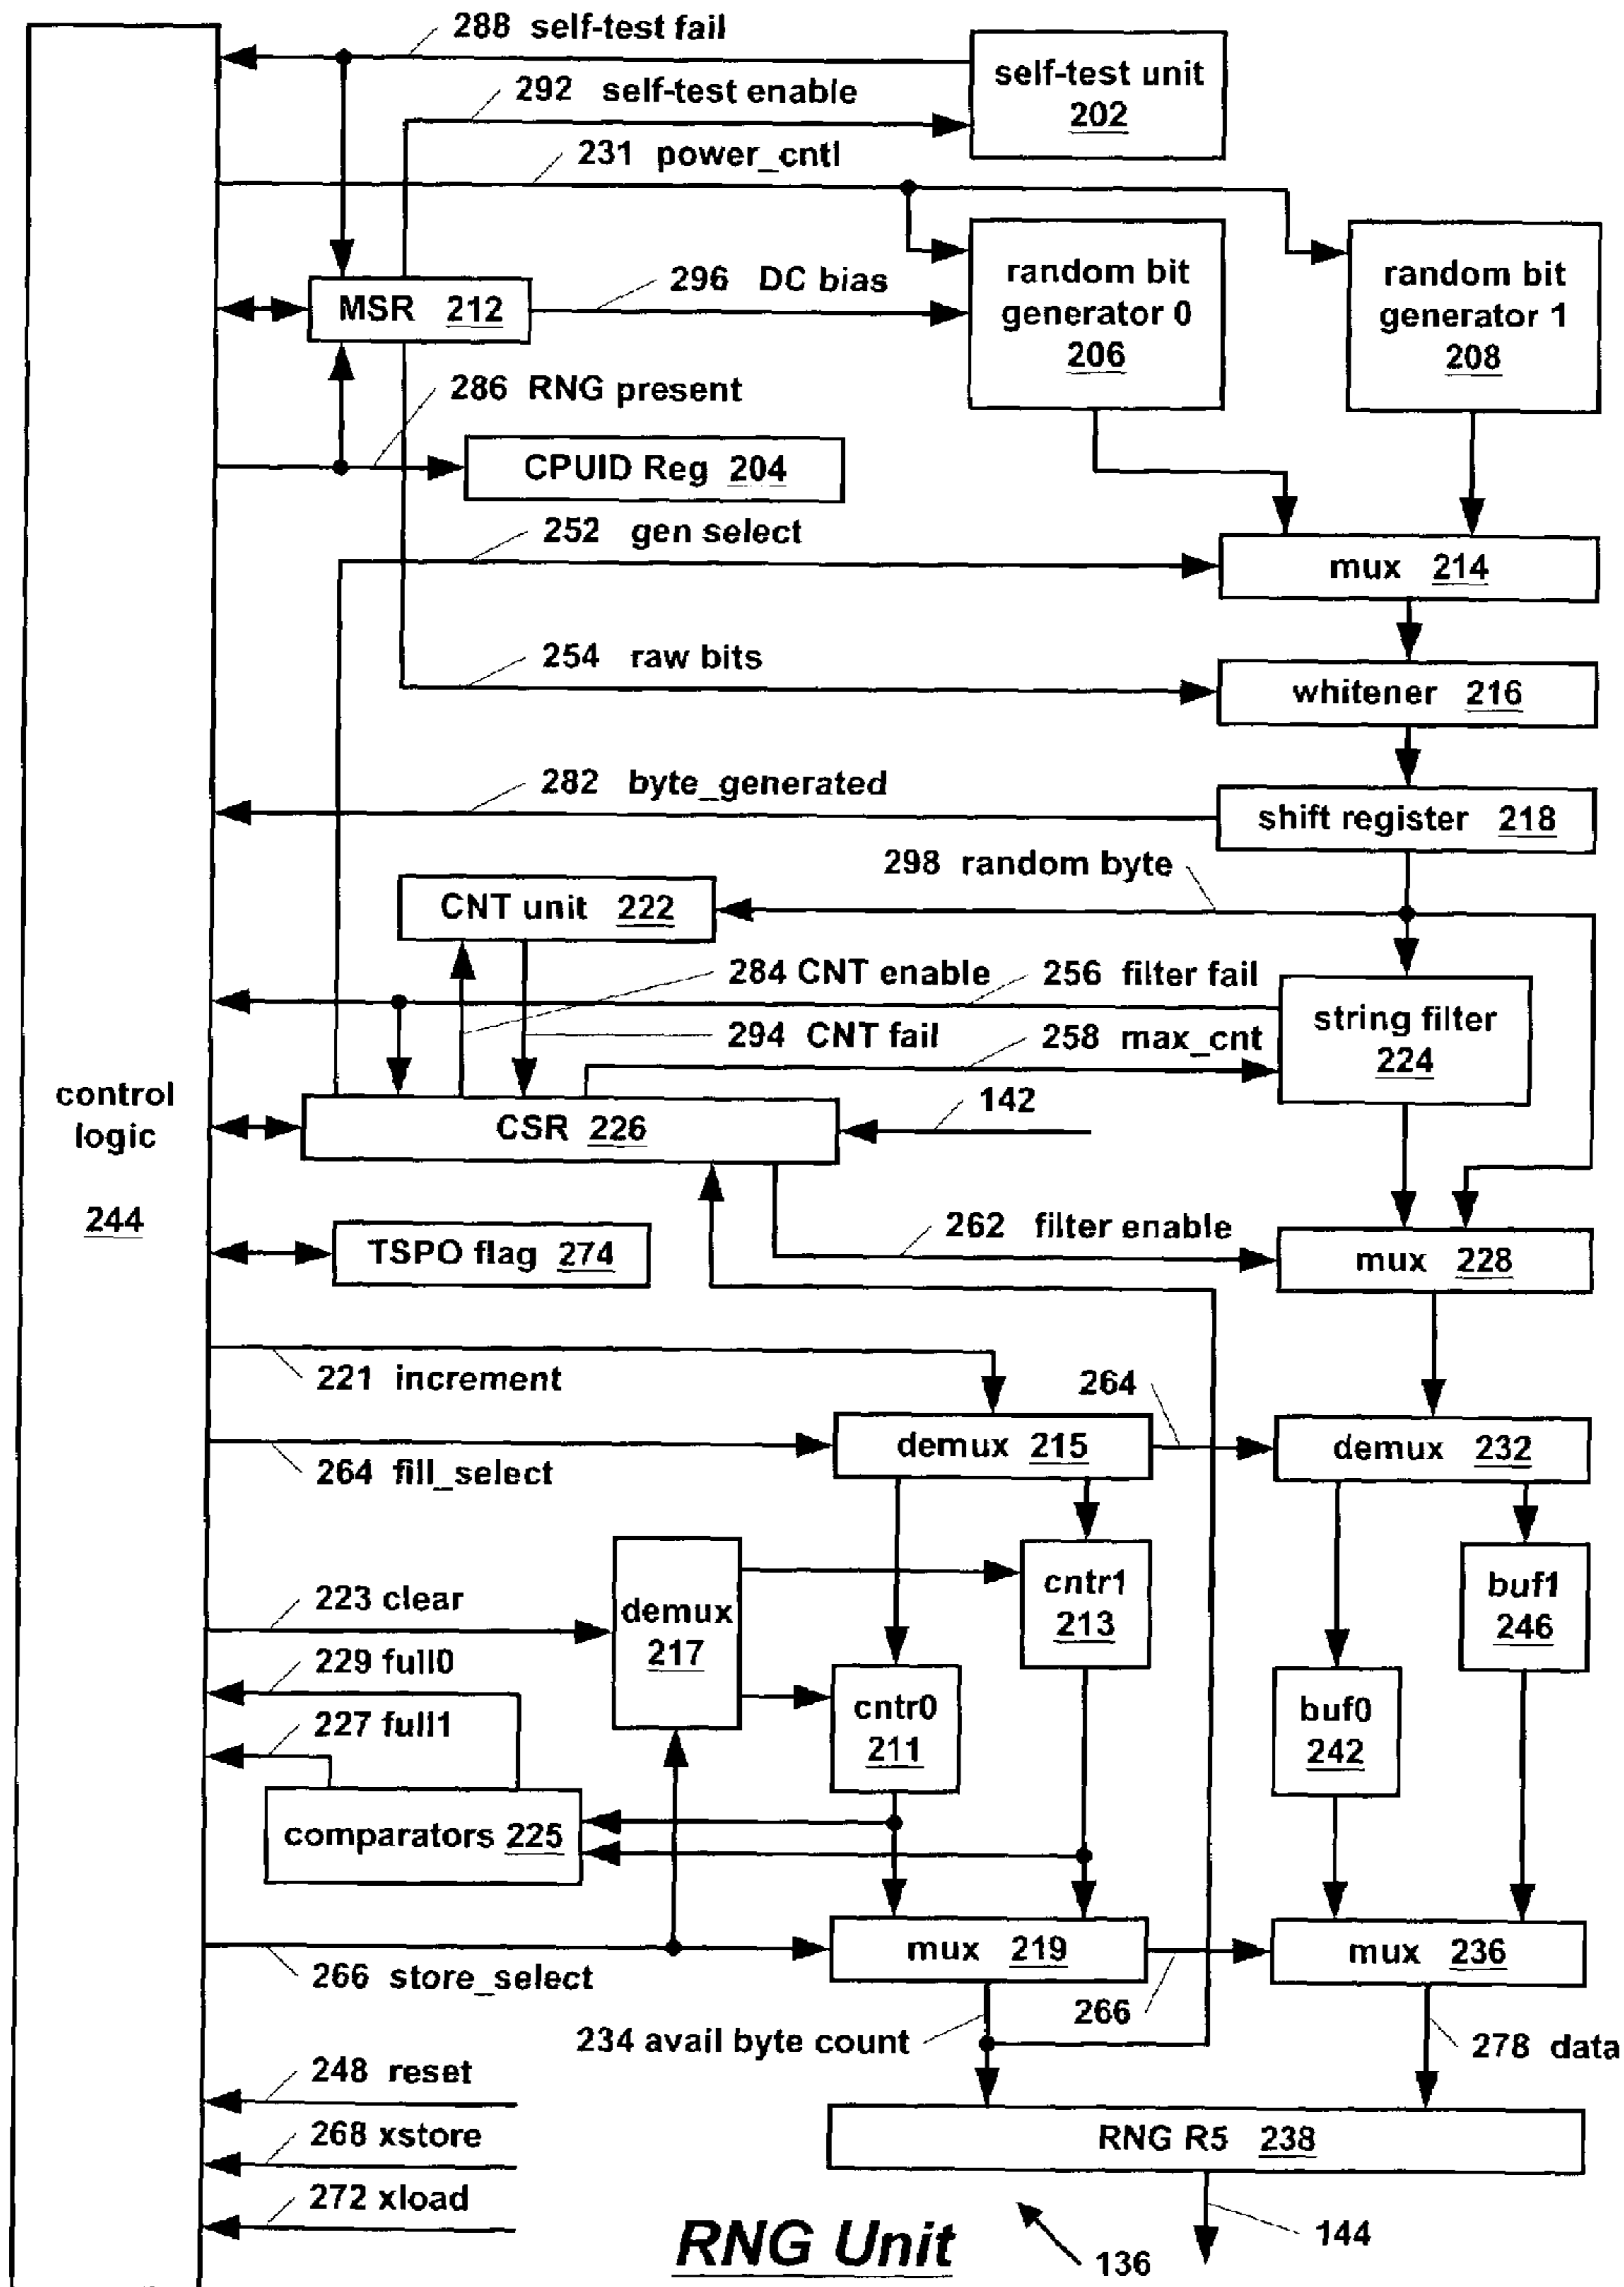 288 self-test fail
self-test unit
202
292 self-test enable
231 power_cntl
random bit
generator 0
206
random bit
generator 1
208
296 DC bias
MSR 212
286 RNG present
CPUID Reg 204
252 gen select
mux 214
254 raw bits
whitener 216
282 byte_generated
shift register 218
298 random byte
CNT unit 222
284 CNT enable
256 filter fail
string filter
224
294 CNT fail
258 max_cnt
control
logic
244
142
CSR 226
262 filter enable
TSPO flag 274
mux 228
221 increment
264
demux 215
demux 232
264 fill_select
demux
217
cntr1
213
buf1
246
223 clear
229 full0
cntr0
211
buf0
242
227 full1
comparators 225
mux 219
mux 236
266 store_select
266
234 avail byte count
278 data
248 reset
268 xstore
RNG R5 238
272 xload
RNG Unit
136
144